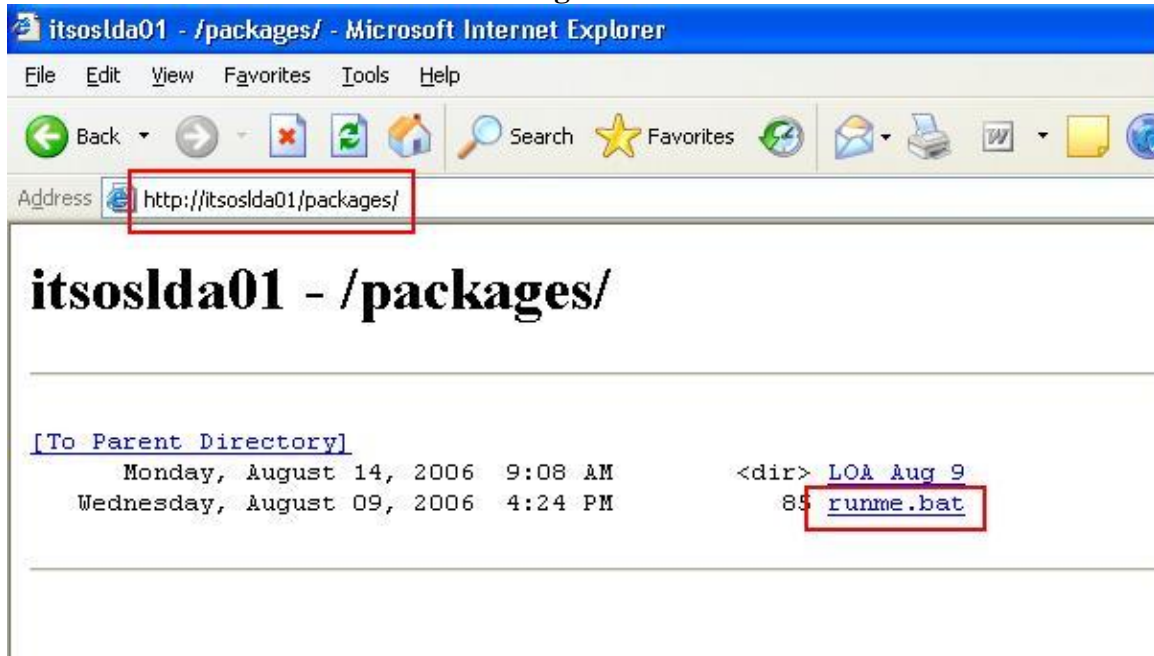 itsoslda01 - /packages/ - Microsoft Internet Explorer
File Edit View Favorites Tools Help
Back Search Favorites
Address http://itsoslda01/packages/
itsoslda01 - /packages/
[To Parent Directory]
Monday, August 14, 2006 9:08 AM <dir> LOA Aug 9
Wednesday, August 09, 2006 4:24 PM 85 runme.bat